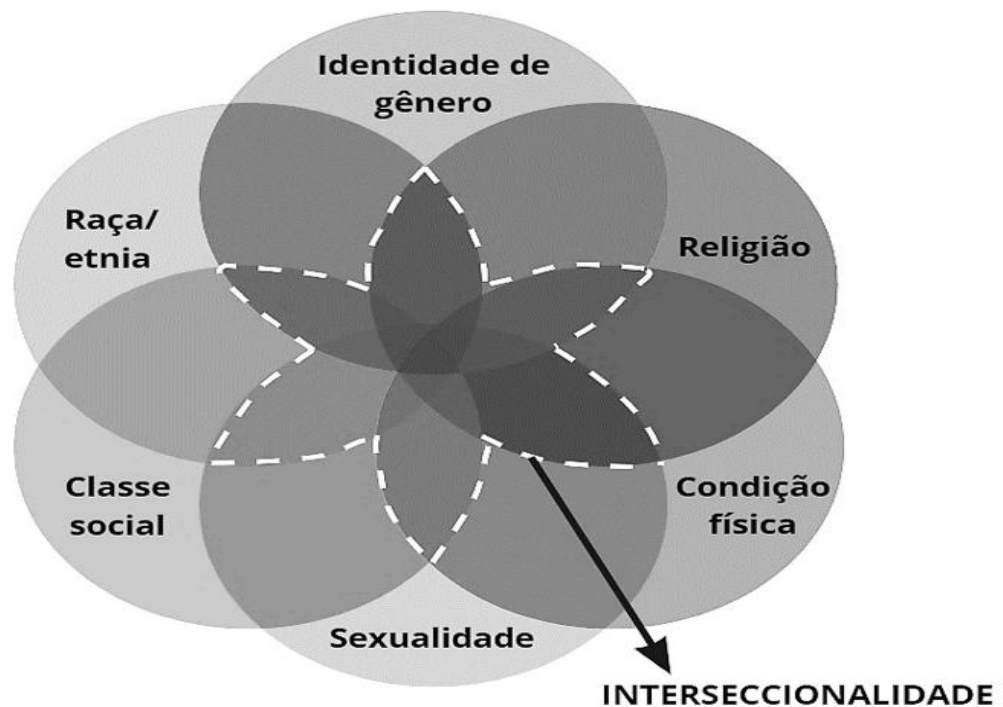 Identidade de
gênero
Raça/
etnia
Religião
Classe
social
Condição
física
Sexualidade
INTERSECCIONALIDADE